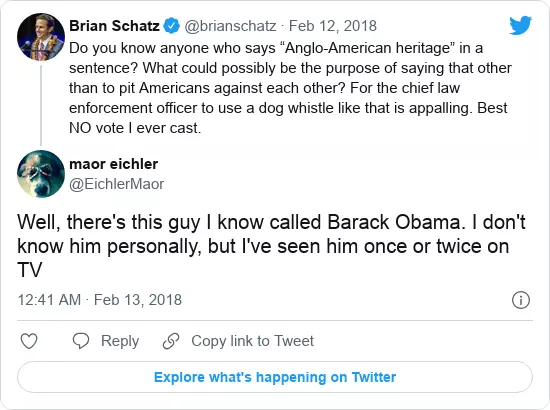 Brian Schatz @brianschatz · Feb 12, 2018
Do you know anyone who says “Anglo-American heritage” in a
sentence? What could possibly be the purpose of saying that other
than to pit Americans against each other? For the chief law
enforcement officer to use a dog whistle like that is appalling. Best
NO vote I ever cast.
maor eichler
@EichlerMaor
Well, there's this guy I know called Barack Obama. I don't
know him personally, but I've seen him once or twice on
TV
12:41 AM · Feb 13, 2018
Reply Copy link to Tweet
Explore what's happening on Twitter